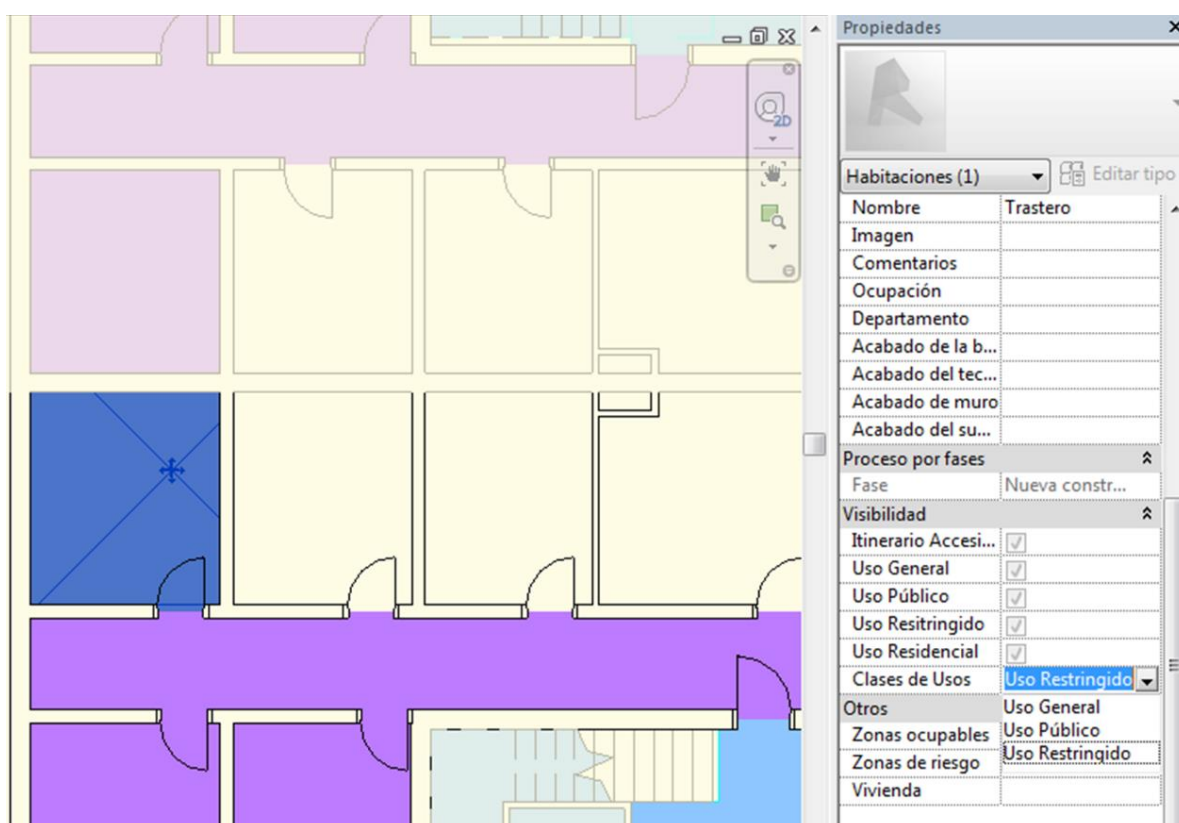 Propiedades
2D
Habitaciones (1) Editar tipo
Nombre Trastero
Imagen
Comentarios
Ocupación
Departamento
Acabado de la b...
Acabado del tec...
Acabado de muro
Acabado del su...
Proceso por fases
Fase Nueva constr...
Visibilidad
Itinerario Accesi...
Uso General
Uso Público
Uso Resitringido
Uso Residencial
Clases de Usos Uso Restringido
Otros Uso General
Zonas ocupables Uso Público
Zonas de riesgo Uso Restringido
Vivienda